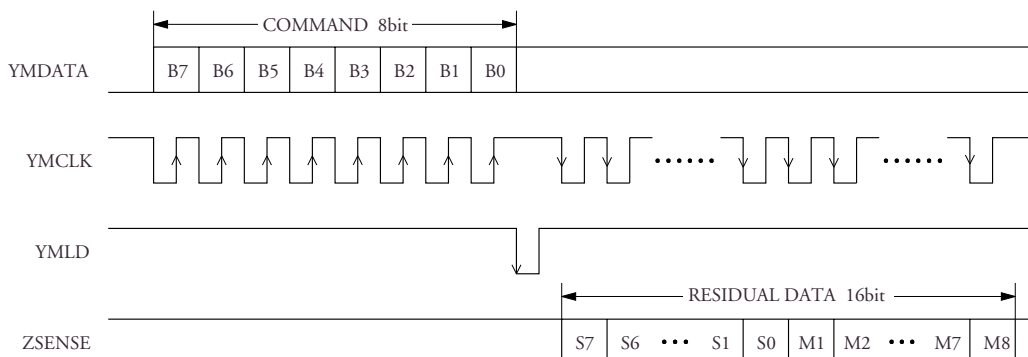 COMMAND 8bit
YMDATA B7 B6 B5 B4 B3 B2 B1 B0
YMCLK •••••• ••••••
YMLD
RESIDUAL DATA 16bit
ZSENSE S7 S6 ••• S1 S0 M1 M2 ••• M7 M8